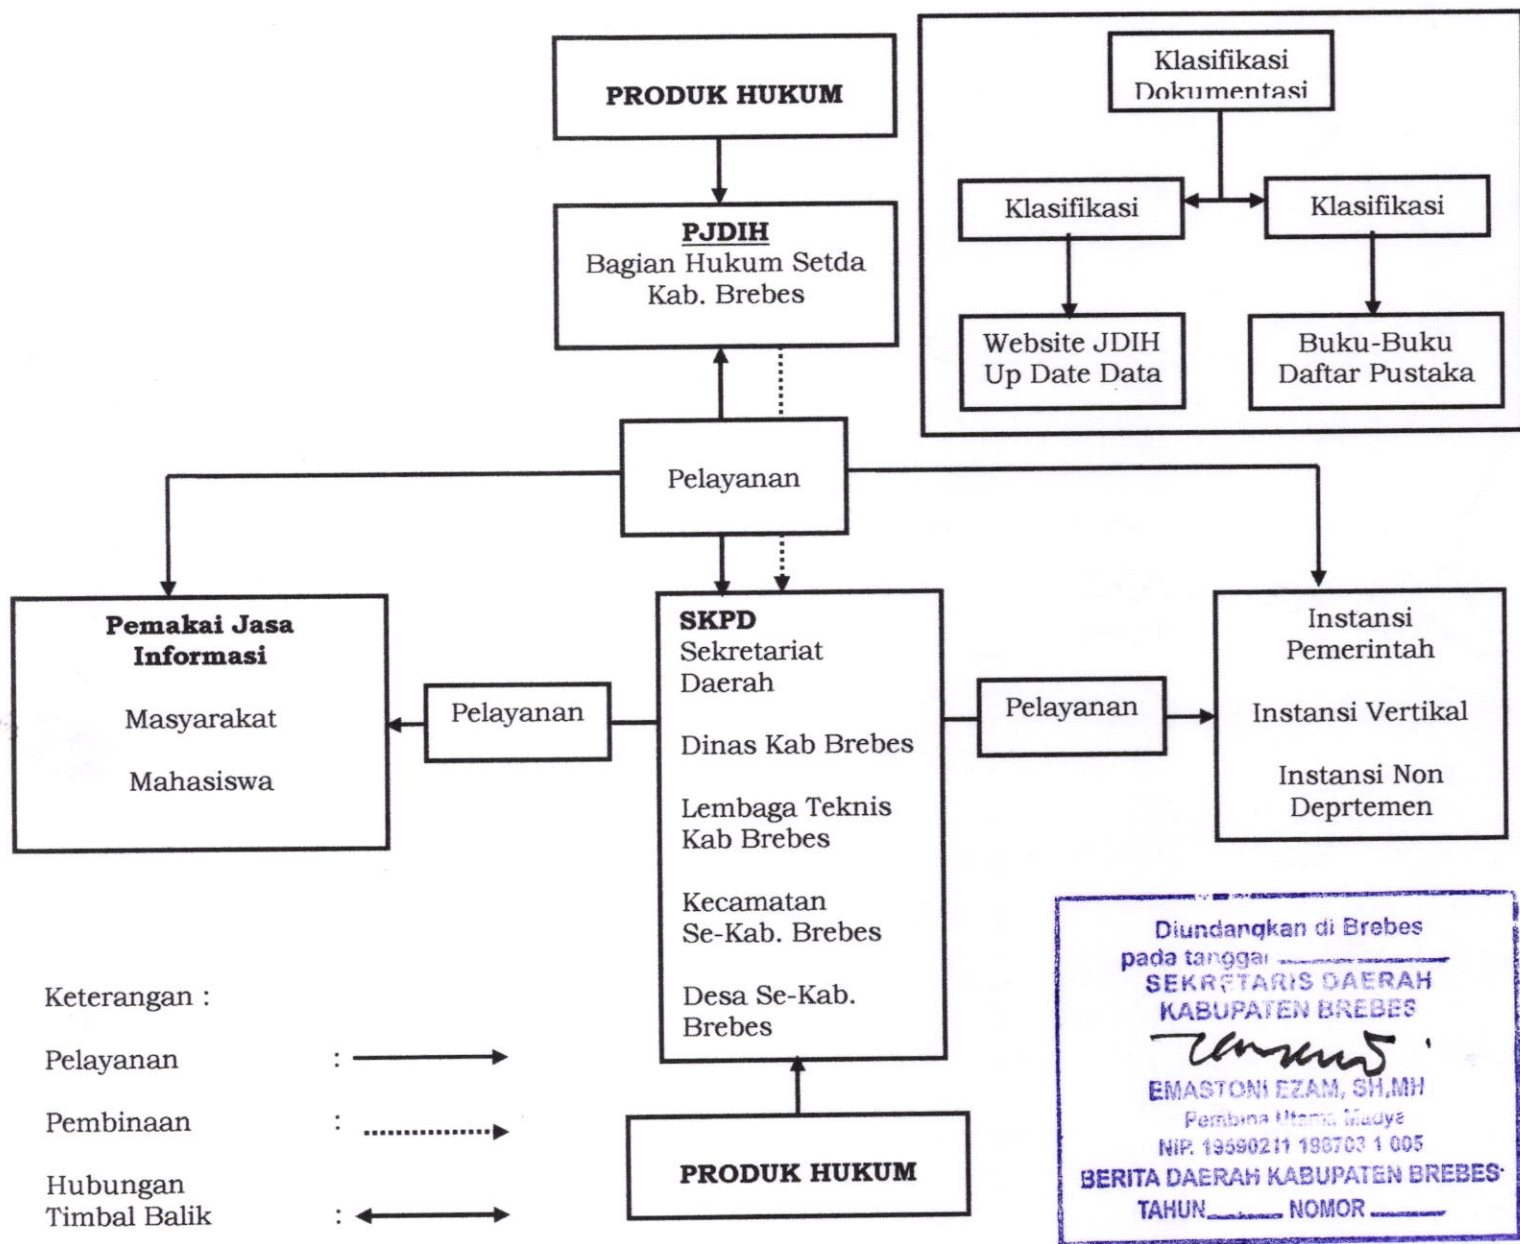 PRODUK HUKUM
PJDIH
Bagian Hukum Setda
Kab. Brebes
Klasifikasi
Dokumentasi
Klasifikasi
Klasifikasi
Website JDIH
Up Date Data
Buku-Buku
Daftar Pustaka
Pelayanan
Pemakai Jasa
Informasi
Masyarakat
Mahasiswa
Pelayanan
SKPD
Sekretariat
Daerah
Dinas Kab Brebes
Lembaga Teknis
Kab Brebes
Kecamatan
Se-Kab. Brebes
Desa Se-Kab.
Brebes
Pelayanan
Instansi
Pemerintah
Instansi Vertikal
Instansi Non
Deprtemen
PRODUK HUKUM
Keterangan :
Pelayanan :
Pembinaan :
Hubungan
Timbal Balik :
Diundangkan di Brebes
pada tanggal
SEKRETARIS DAERAH
KABUPATEN BREBES
EMASTONI EZAM, SH,MH
Pembina Utama Madya
NIP. 19590211 198703 1 005
BERITA DAERAH KABUPATEN BREBES
TAHUN NOMOR